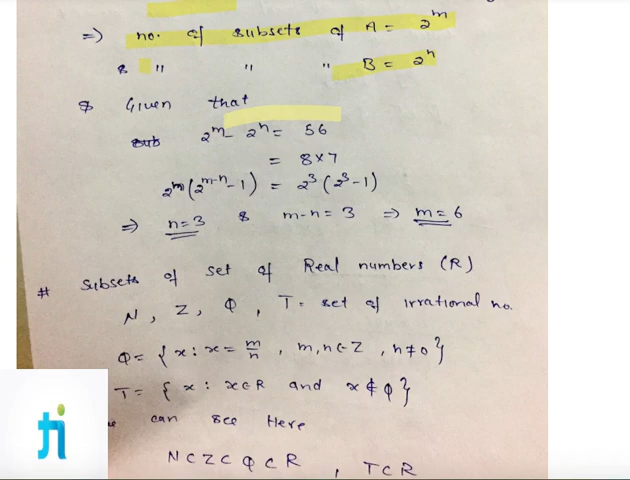 => no. of subsets of A = 2^m
& " " " B = 2^n
& Given that
2^m - 2^n = 56
= 8×7
2^n (2^(m-n) - 1) = 2^3 (2^3 - 1)
=> n = 3 & m-n = 3 => m = 6
# Subsets of set of Real numbers (R)
N, Z, Q, T = set of irrational no.
Q = { x : x = m/n , m, n ∈ Z , n ≠ 0 }
T = { x : x ∈ R and x ∉ Q }
can see Here
N ⊂ Z ⊂ Q ⊂ R , T ⊂ R